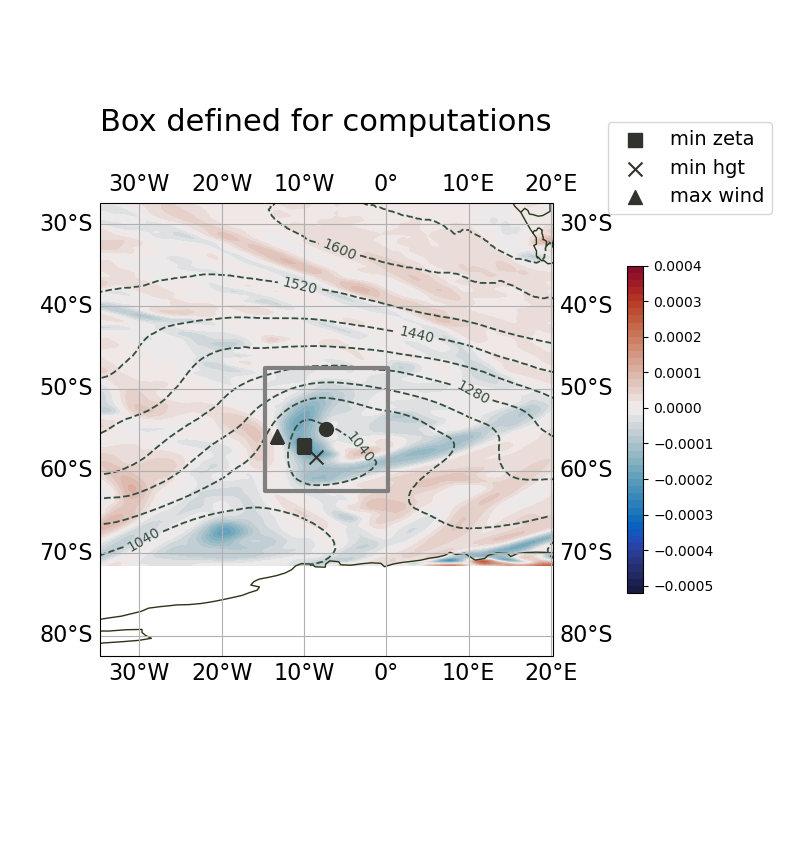 Box defined for computations
min zeta
min hgt
max wind
30°W 20°W 10°W 0° 10°E 20°E
30°S 30°S
40°S 40°S
50°S 50°S
60°S 60°S
70°S 70°S
80°S 80°S
30°W 20°W 10°W 0° 10°E 20°E
1600
1520
1440
1280
1040
1040
0.0004
0.0003
0.0002
0.0001
0.0000
−0.0001
−0.0002
−0.0003
−0.0004
−0.0005